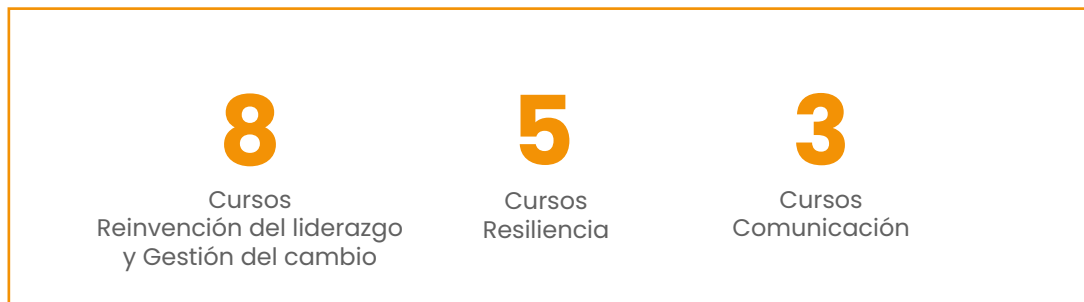 8
Cursos
Reinvención del liderazgo
y Gestión del cambio
5
Cursos
Resiliencia
3
Cursos
Comunicación